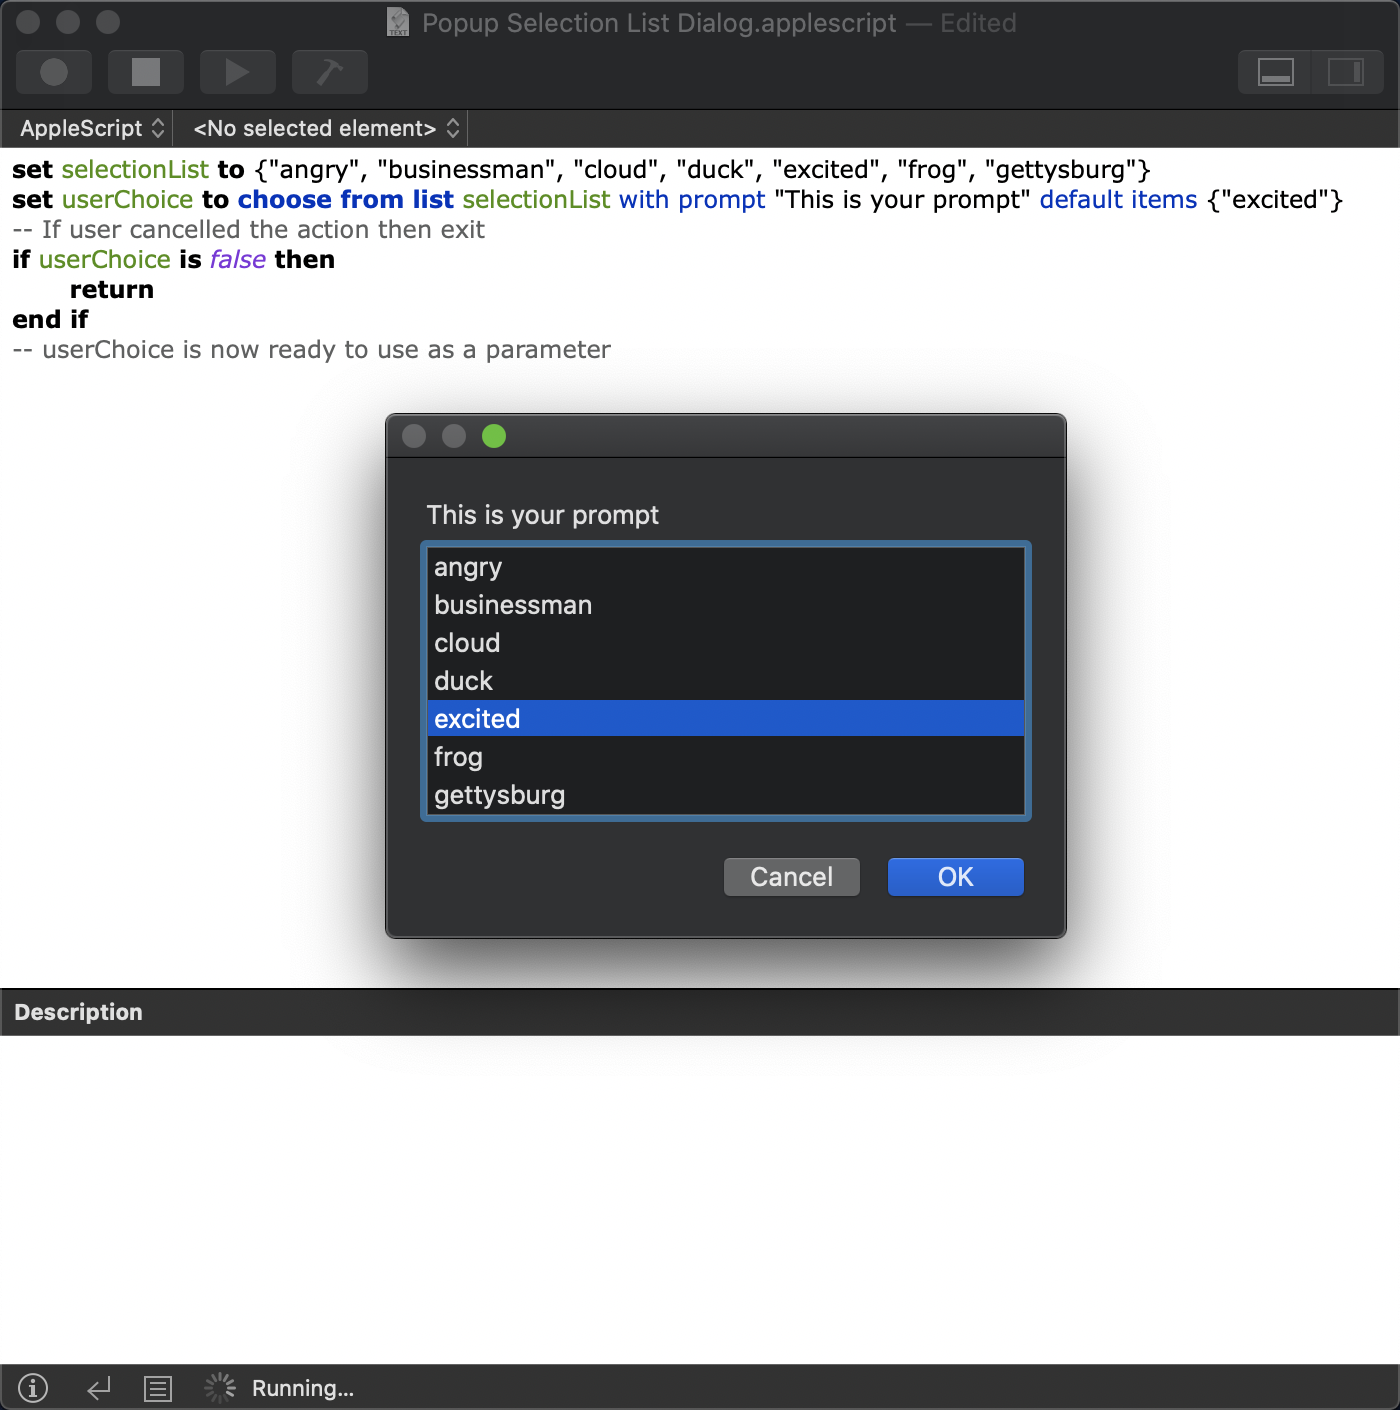 Popup Selection List Dialog.applescript — Edited
AppleScript <No selected element>
set selectionList to {"angry", "businessman", "cloud", "duck", "excited", "frog", "gettysburg"}
set userChoice to choose from list selectionList with prompt "This is your prompt" default items {"excited"}
-- If user cancelled the action then exit
if userChoice is false then
return
end if
-- userChoice is now ready to use as a parameter
This is your prompt
angry
businessman
cloud
duck
excited
frog
gettysburg
Cancel OK
Description
Running...